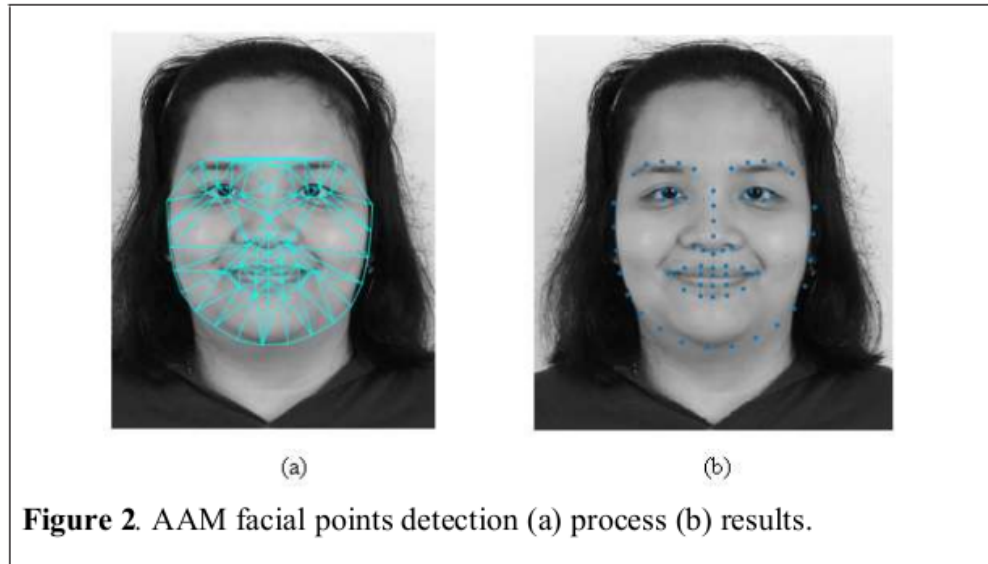 (a) (b)
Figure 2. AAM facial points detection (a) process (b) results.